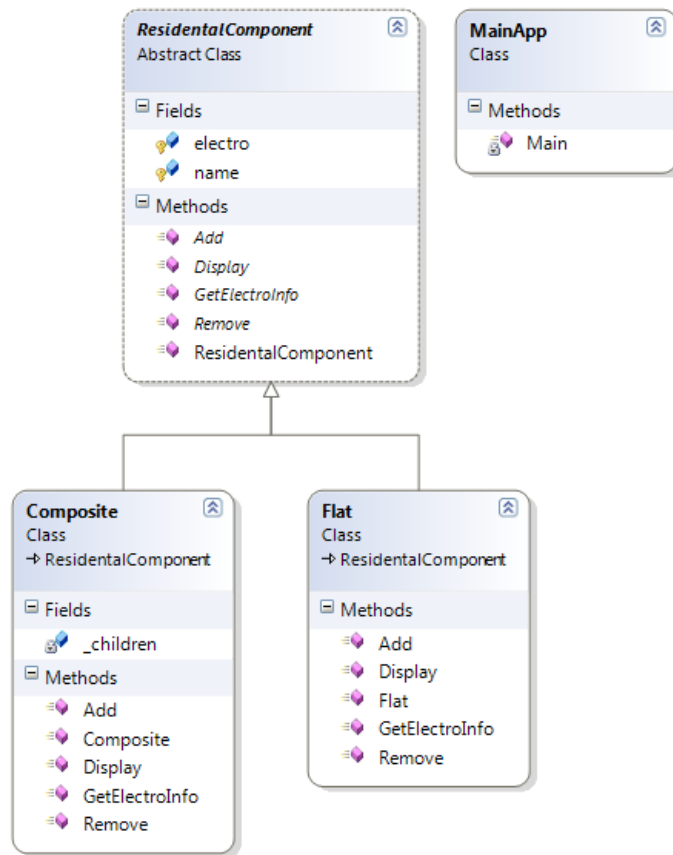 ResidentalComponent
Abstract Class
Fields
electro
name
Methods
Add
Display
GetElectroInfo
Remove
ResidentalComponent
MainApp
Class
Methods
Main
Composite
Class
ResidentalComponent
Fields
_children
Methods
Add
Composite
Display
GetElectroInfo
Remove
Flat
Class
ResidentalComponent
Methods
Add
Display
Flat
GetElectroInfo
Remove